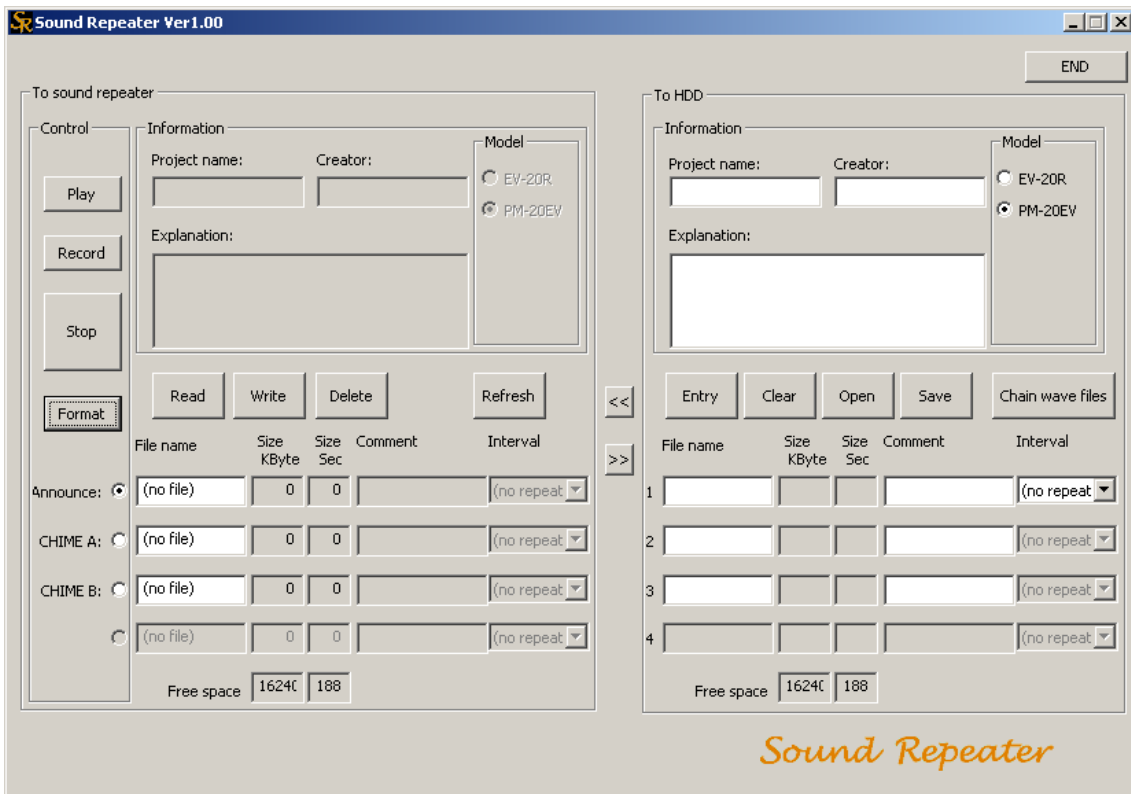 SR Sound Repeater Ver1.00
END
To sound repeater
Control
Play
Record
Stop
Format
Information
Project name: Creator:
Explanation:
Model
EV-20R
PM-20EV
Read Write Delete Refresh
File name Size KByte Size Sec Comment Interval
Announce: (no file) 0 0 (no repeat
CHIME A: (no file) 0 0 (no repeat
CHIME B: (no file) 0 0 (no repeat
(no file) 0 0 (no repeat
Free space 16240 188
<<
>>
To HDD
Information
Project name: Creator:
Explanation:
Model
EV-20R
PM-20EV
Entry Clear Open Save Chain wave files
File name Size KByte Size Sec Comment Interval
1 (no repeat
2 (no repeat
3 (no repeat
4 (no repeat
Free space 16240 188
Sound Repeater